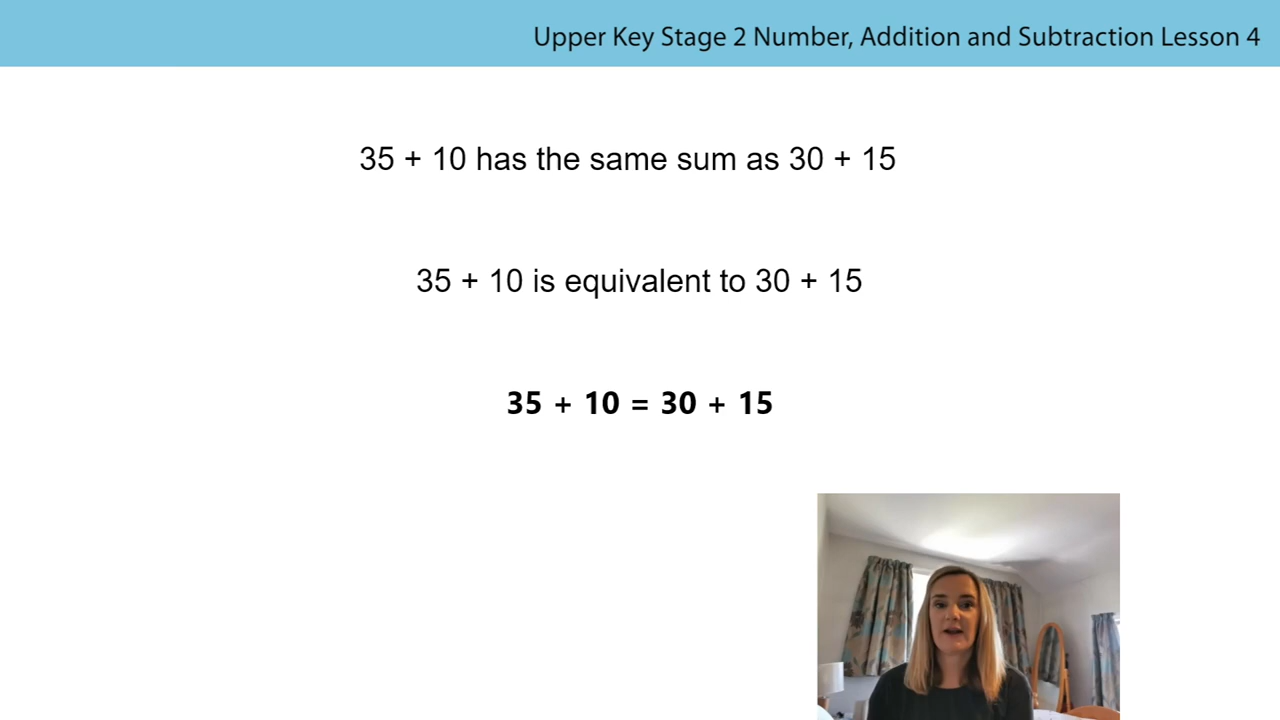 Upper Key Stage 2 Number, Addition and Subtraction Lesson 4
35 + 10 has the same sum as 30 + 15
35 + 10 is equivalent to 30 + 15
35 + 10 = 30 + 15